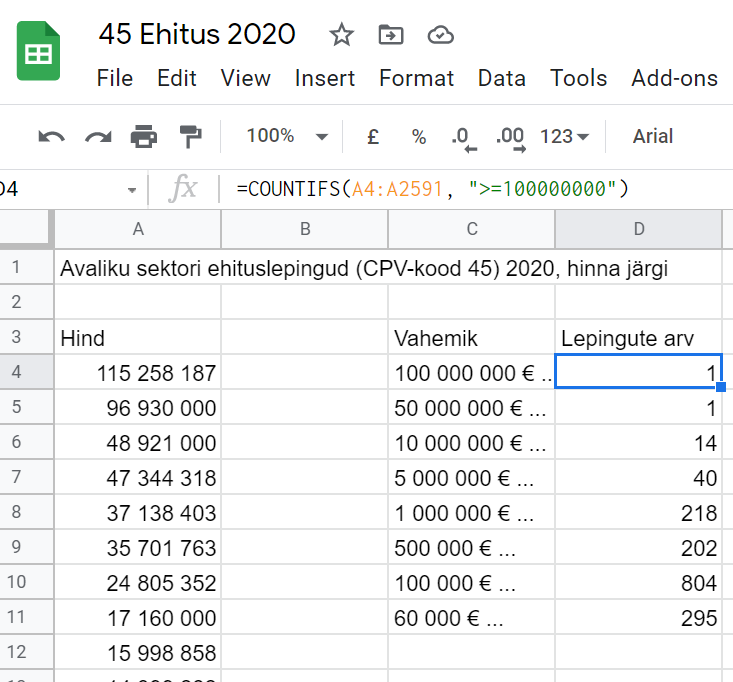 45 Ehitus 2020
File Edit View Insert Format Data Tools Add-ons
100% £ % .0 .00 123 Arial
D4 fx =COUNTIFS(A4:A2591, ">=100000000")
A B C D
1 Avaliku sektori ehituslepingud (CPV-kood 45) 2020, hinna järgi
2
3 Hind Vahemik Lepingute arv
4 115 258 187 100 000 000 € .. 1
5 96 930 000 50 000 000 € ... 1
6 48 921 000 10 000 000 € ... 14
7 47 344 318 5 000 000 € ... 40
8 37 138 403 1 000 000 € ... 218
9 35 701 763 500 000 € ... 202
10 24 805 352 100 000 € ... 804
11 17 160 000 60 000 € ... 295
12 15 998 858